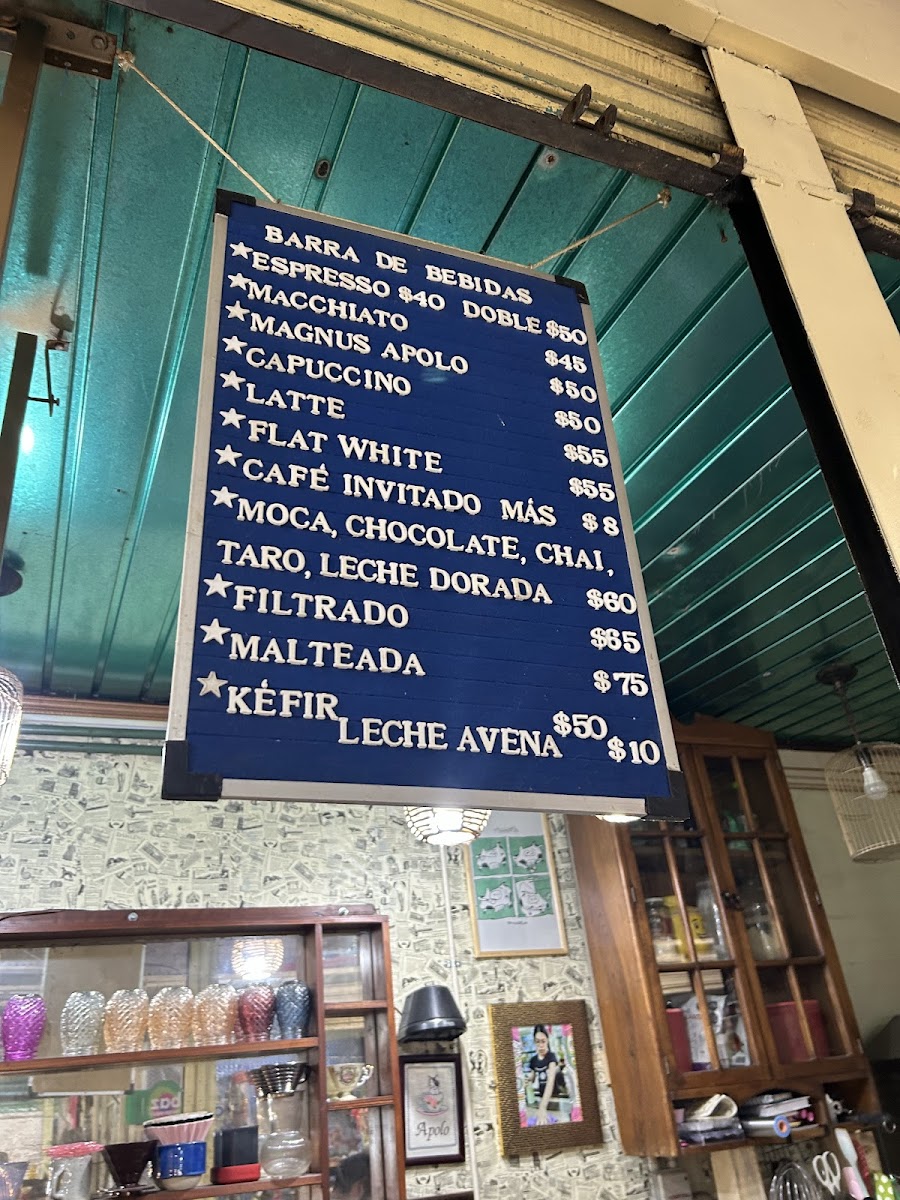 BARRA DE BEBIDAS
★ESPRESSO $40 DOBLE $50
★MACCHIATO $45
★MAGNUS APOLO $50
★CAPUCCINO $50
★LATTE $55
★FLAT WHITE $55
★CAFÉ INVITADO MÁS $8
★MOCA, CHOCOLATE, CHAI,
TARO, LECHE DORADA $60
★FILTRADO $65
★MALTEADA $75
★KÉFIR $50
LECHE AVENA $10
Apolo